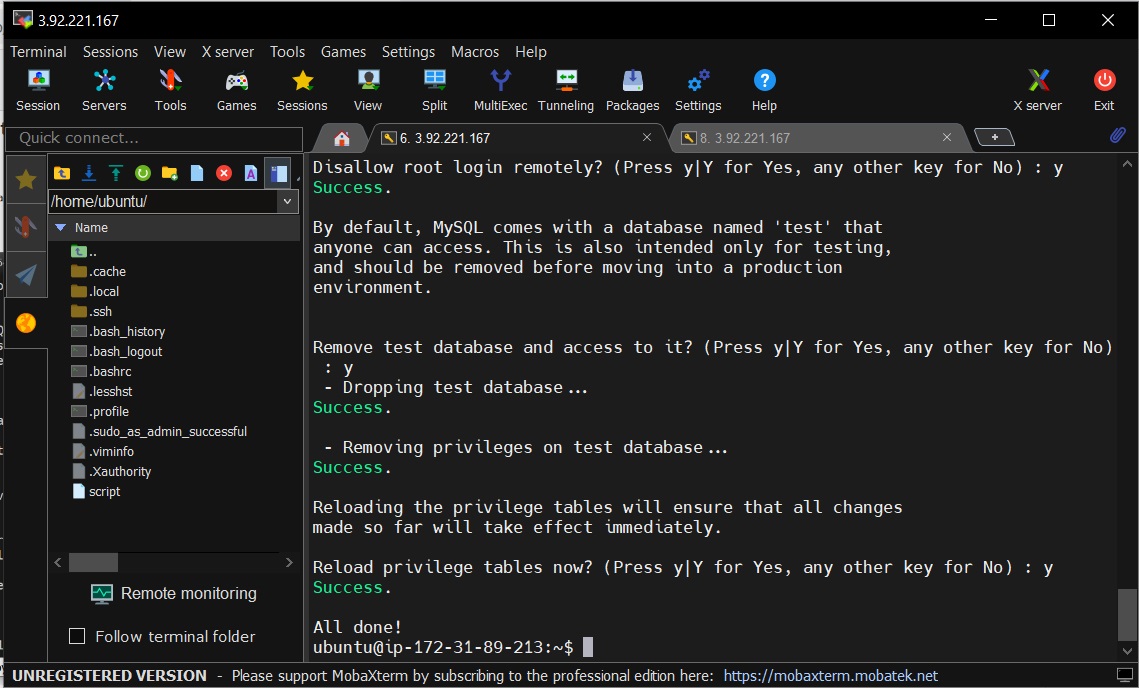 3.92.221.167
Terminal Sessions View X server Tools Games Settings Macros Help
Session Servers Tools Games Sessions View Split MultiExec Tunneling Packages Settings Help X server Exit
Quick connect...
6. 3.92.221.167
8. 3.92.221.167
/home/ubuntu/
Name
..
.cache
.local
.ssh
.bash_history
.bash_logout
.bashrc
.lesshst
.profile
.sudo_as_admin_successful
.viminfo
.Xauthority
script
Remote monitoring
Follow terminal folder
Disallow root login remotely? (Press y|Y for Yes, any other key for No) : y
Success.
By default, MySQL comes with a database named 'test' that
anyone can access. This is also intended only for testing,
and should be removed before moving into a production
environment.
Remove test database and access to it? (Press y|Y for Yes, any other key for No)
: y
- Dropping test database...
Success.
- Removing privileges on test database...
Success.
Reloading the privilege tables will ensure that all changes
made so far will take effect immediately.
Reload privilege tables now? (Press y|Y for Yes, any other key for No) : y
Success.
All done!
ubuntu@ip-172-31-89-213:~$
UNREGISTERED VERSION - Please support MobaXterm by subscribing to the professional edition here: https://mobaxterm.mobatek.net